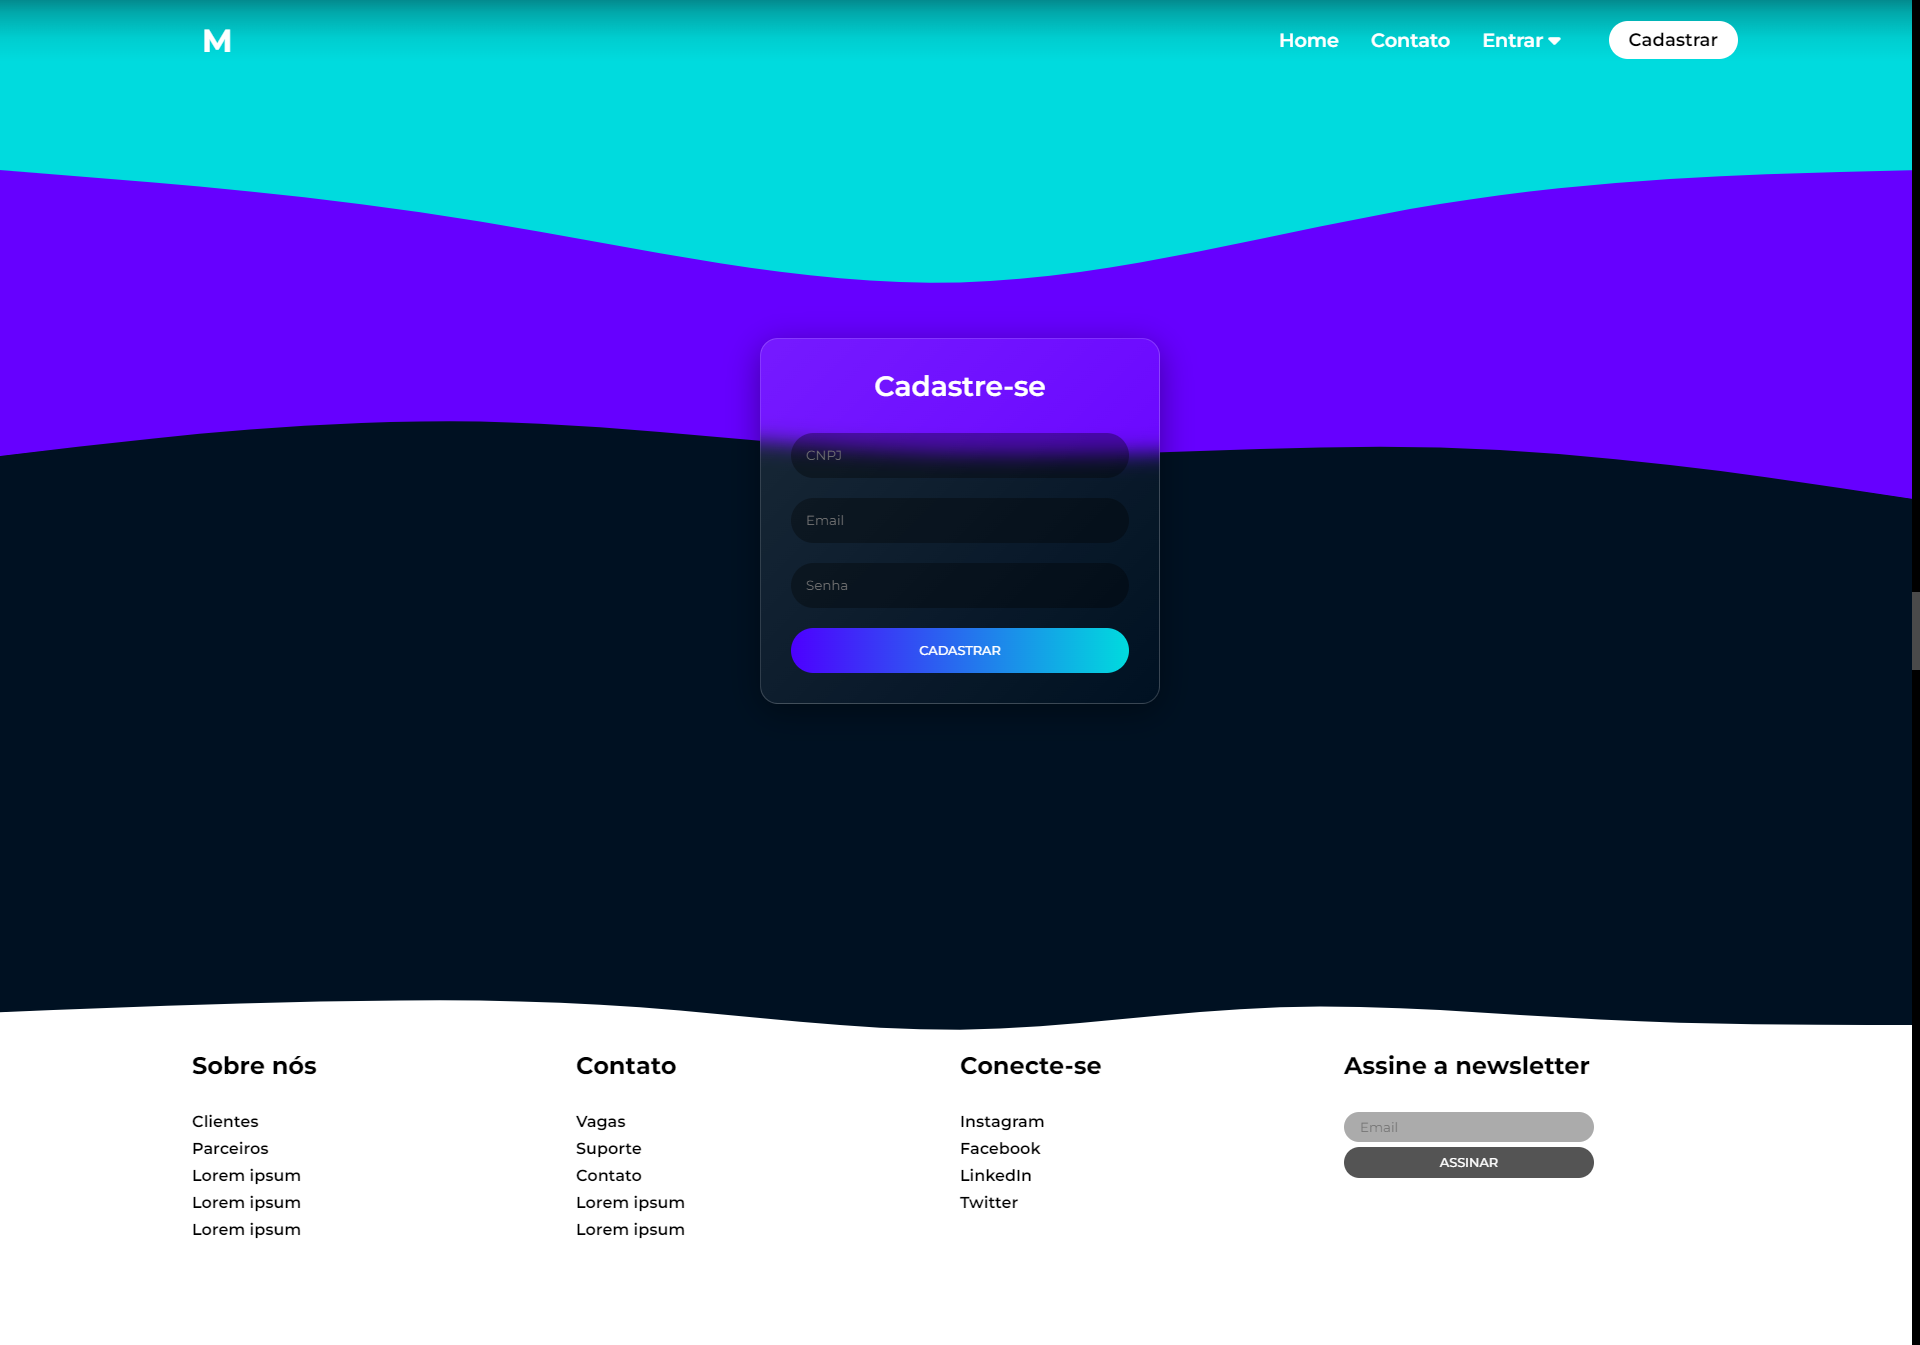 M
Home Contato Entrar Cadastrar
Cadastre-se
CNPJ
Email
Senha
CADASTRAR
Sobre nós
Clientes
Parceiros
Lorem ipsum
Lorem ipsum
Lorem ipsum
Contato
Vagas
Suporte
Contato
Lorem ipsum
Lorem ipsum
Conecte-se
Instagram
Facebook
LinkedIn
Twitter
Assine a newsletter
Email
ASSINAR